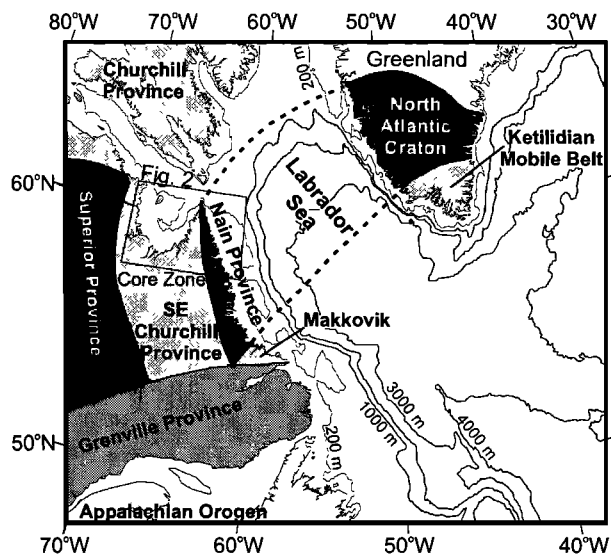 80°W 70°W 60°W 50°W 40°W
Churchill
Province
200 m
Greenland
North
Atlantic
Craton
Ketilidian
Mobile Belt
60°N
Fig. 2
Labrador
Sea
Superior Province
Nain Province
Core Zone
SE
Churchill
Province
Makkovik
Grenville Province
50°N
200 m
1000 m
3000 m
4000 m
Appalachian Orogen
70°W 60°W 50°W 40°W